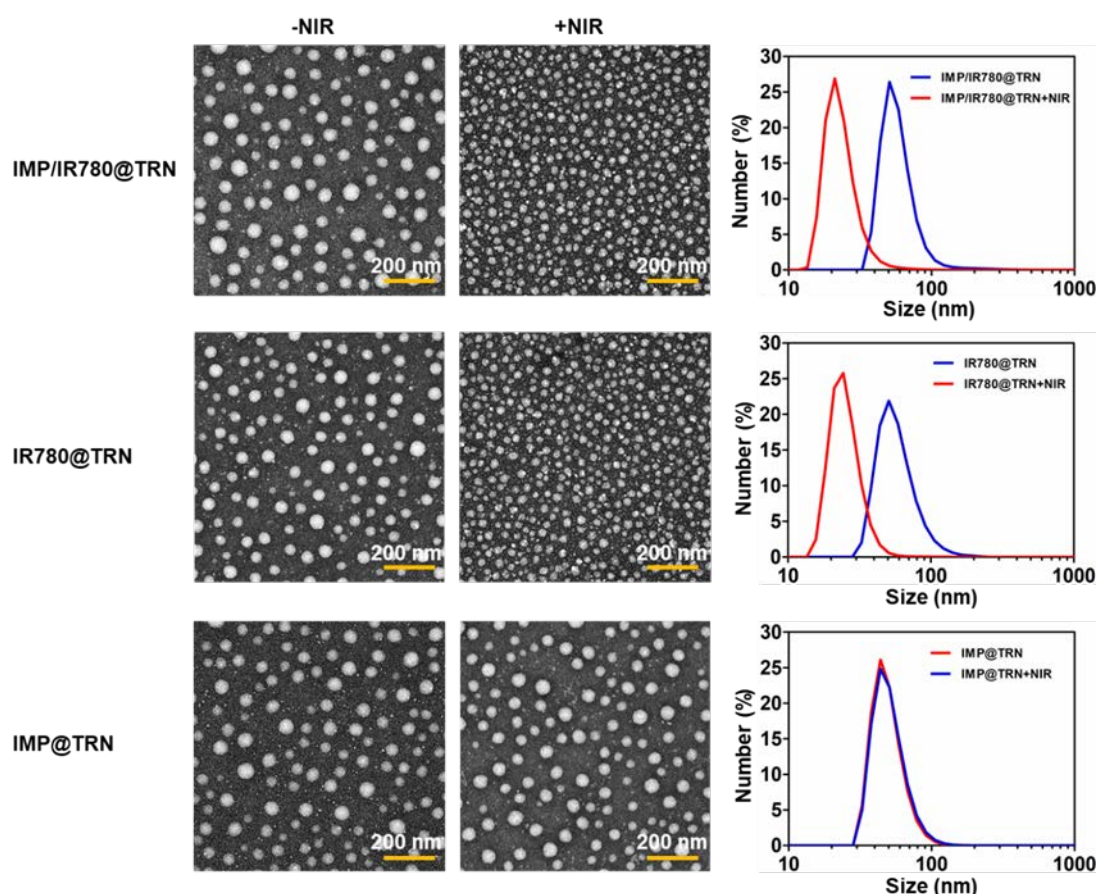 -NIR +NIR
IMP/IR780@TRN
200 nm
200 nm
30
25
20
15
10
5
0
Number (%)
IMP/IR780@TRN
IMP/IR780@TRN+NIR
10 100 1000
Size (nm)
IR780@TRN
200 nm
200 nm
30
25
20
15
10
5
0
Number (%)
IR780@TRN
IR780@TRN+NIR
10 100 1000
Size (nm)
IMP@TRN
200 nm
200 nm
30
25
20
15
10
5
0
Number (%)
IMP@TRN
IMP@TRN+NIR
10 100 1000
Size (nm)